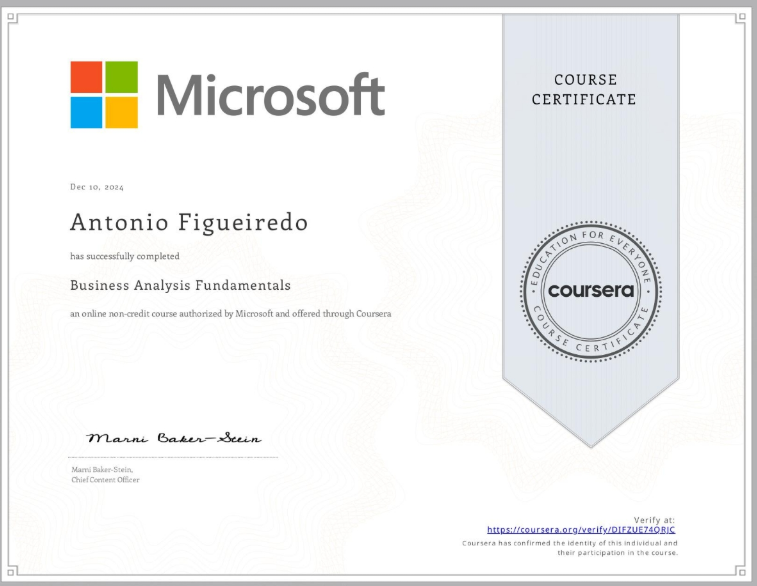 Microsoft
COURSE
CERTIFICATE
Dec 10, 2024
Antonio Figueiredo
has successfully completed
Business Analysis Fundamentals
an online non-credit course authorized by Microsoft and offered through Coursera
EDUCATION FOR EVERYONE
coursera
COURSE CERTIFICATE
Marni Baker-Stein
Marni Baker-Stein,
Chief Content Officer
Verify at:
https://coursera.org/verify/DIFZUE74QRJC
Coursera has confirmed the identity of this individual and
their participation in the course.